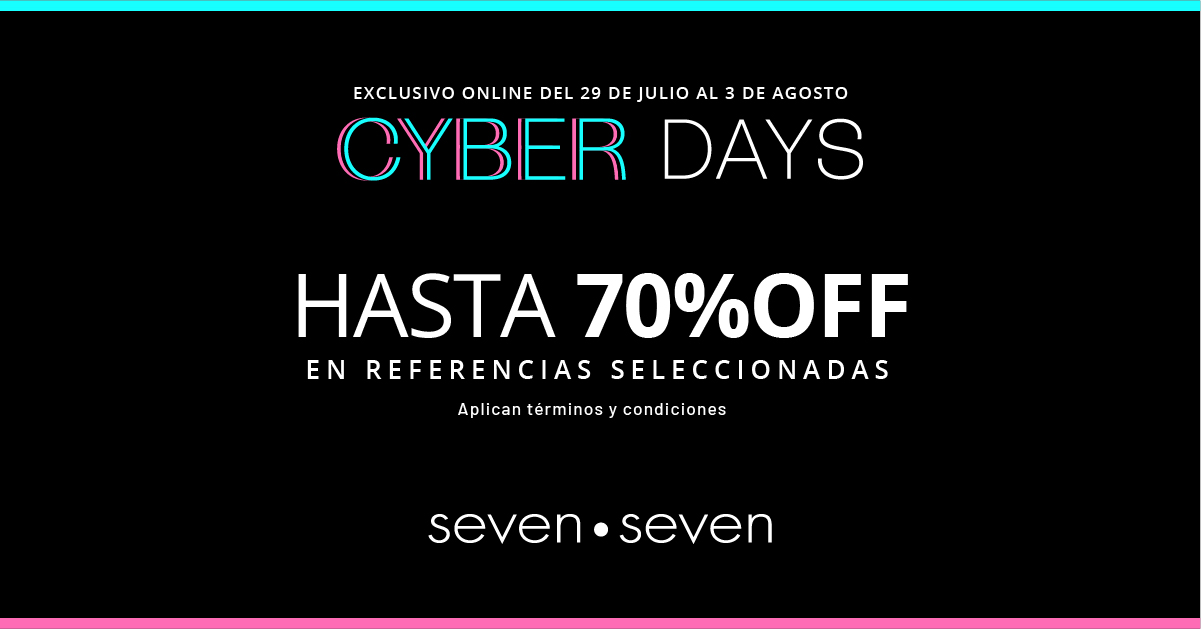 EXCLUSIVO ONLINE DEL 29 DE JULIO AL 3 DE AGOSTO
CYBER DAYS
HASTA 70%OFF
EN REFERENCIAS SELECCIONADAS
Aplican términos y condiciones
seven•seven